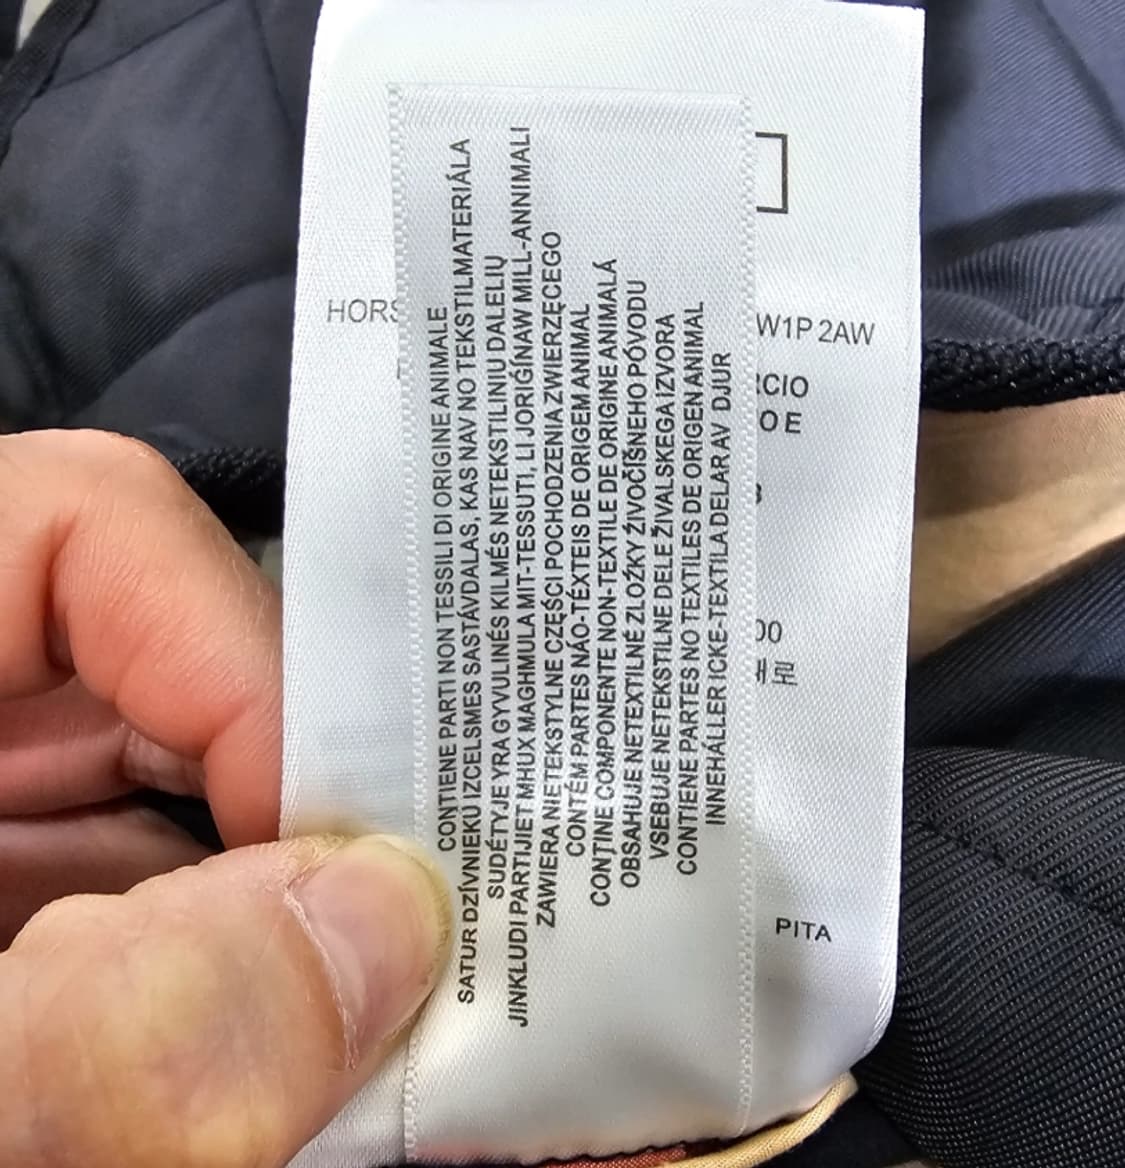 CONTIENE PARTI NON TESSILI DI ORIGINE ANIMALE
SATUR DZĪVNIEKU IZCELSMES SASTĀVDALAS, KAS NAV NO TEKSTILMATERIĀLA
SUDĖTYJE YRA GYVULINĖS KILMĖS NETEKSTILINIŲ DALELIŲ
JINKLUDI PARTIJIET MHUX MAGHMULA MIT-TESSUTI, LI JORIĠINAW MILL-ANNIMALI
ZAWIERA NIETEKSTYLNE CZĘŚCI POCHODZENIA ZWIERZĘCEGO
CONTÉM PARTES NÃO-TÊXTEIS DE ORIGEM ANIMAL
CONȚINE COMPONENTE NON-TEXTILE DE ORIGINE ANIMALĂ
OBSAHUJE NETEXTILNÉ ZLOŽKY ŽIVOČÍŠNEHO PÔVODU
VSEBUJE NETEKSTILNE DELE ŽIVALSKEGA IZVORA
CONTIENE PARTES NO TEXTILES DE ORIGEN ANIMAL
INNEHÅLLER ICKE-TEXTILA DELAR AV DJUR
HORS
W1P 2AW
CIO
O E
00
로
PITA